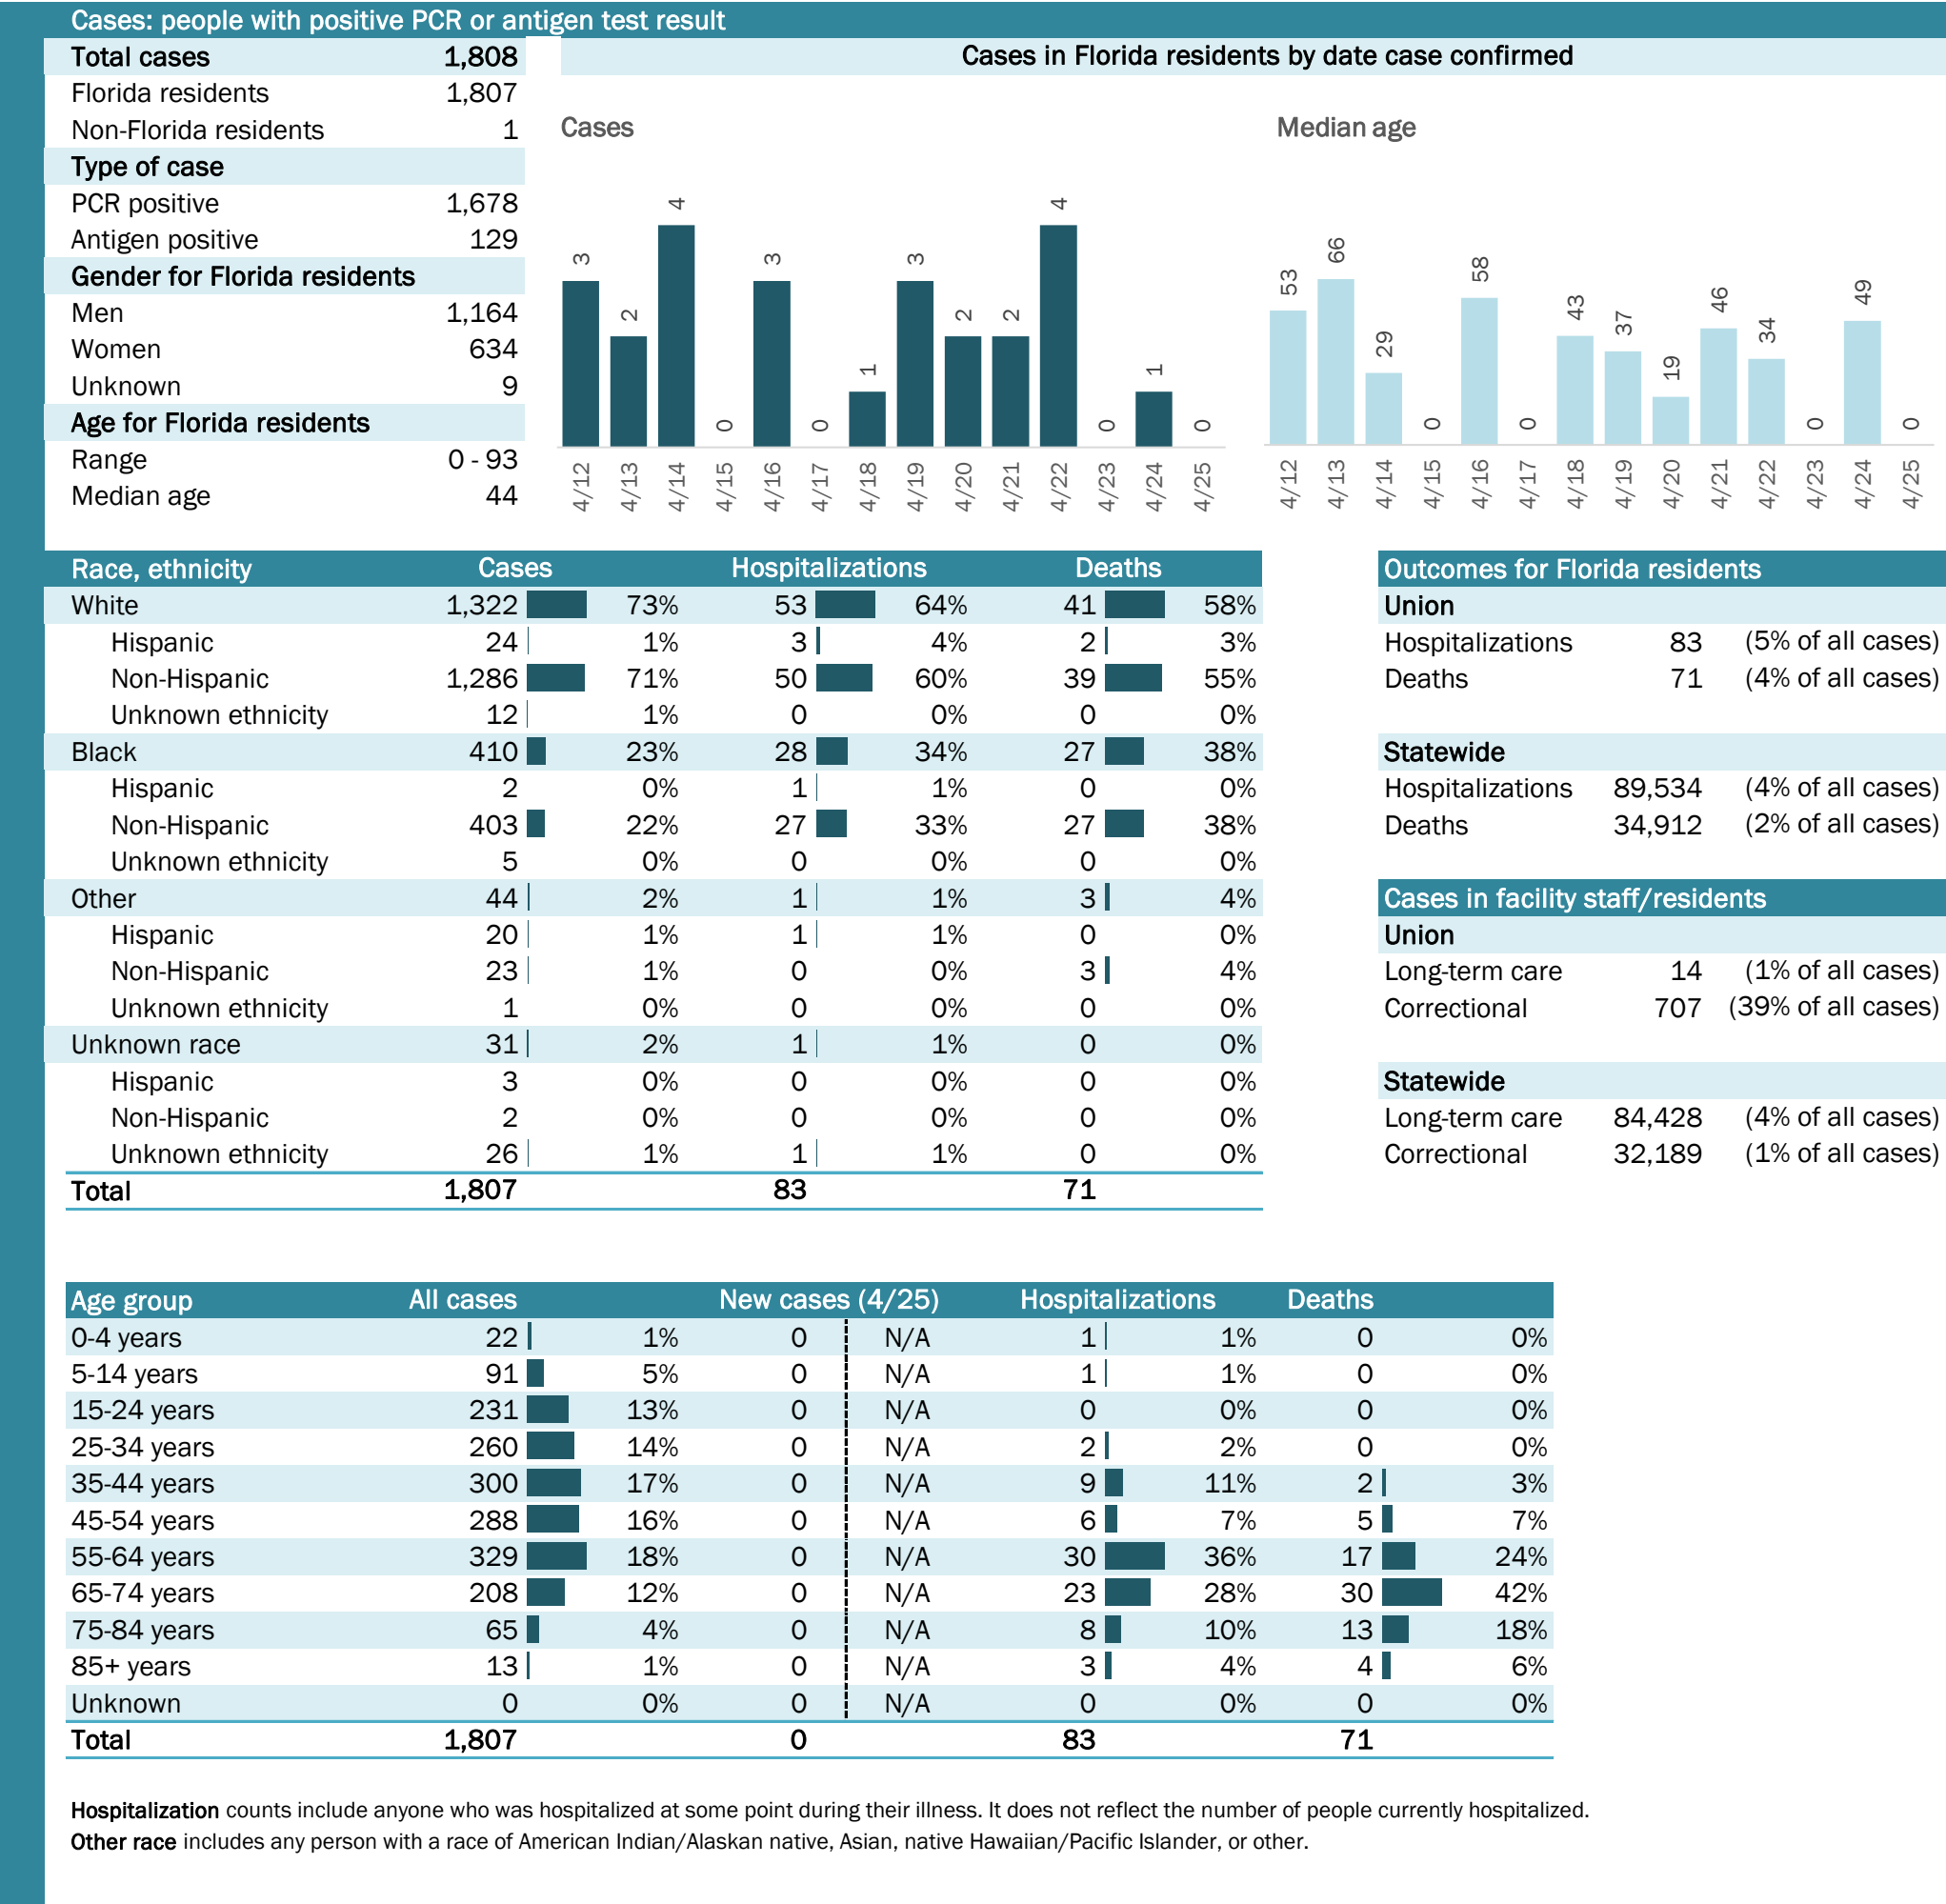 Cases: people with positive PCR or antigen test result
Total cases 1,808
Florida residents 1,807
Non-Florida residents 1
Type of case
PCR positive 1,678
Antigen positive 129
Gender for Florida residents
Men 1,164
Women 634
Unknown 9
Age for Florida residents
Range 0 - 93
Median age 44
Cases in Florida residents by date case confirmed
Cases
3 2 4 0 3 0 1 3 2 2 4 0 1 0
4/12 4/13 4/14 4/15 4/16 4/17 4/18 4/19 4/20 4/21 4/22 4/23 4/24 4/25
Median age
53 66 29 0 58 0 43 37 19 46 34 0 49 0
4/12 4/13 4/14 4/15 4/16 4/17 4/18 4/19 4/20 4/21 4/22 4/23 4/24 4/25
Race, ethnicity Cases Hospitalizations Deaths
White 1,322 73% 53 64% 41 58%
Hispanic 24 1% 3 4% 2 3%
Non-Hispanic 1,286 71% 50 60% 39 55%
Unknown ethnicity 12 1% 0 0% 0 0%
Black 410 23% 28 34% 27 38%
Hispanic 2 0% 1 1% 0 0%
Non-Hispanic 403 22% 27 33% 27 38%
Unknown ethnicity 5 0% 0 0% 0 0%
Other 44 2% 1 1% 3 4%
Hispanic 20 1% 1 1% 0 0%
Non-Hispanic 23 1% 0 0% 3 4%
Unknown ethnicity 1 0% 0 0% 0 0%
Unknown race 31 2% 1 1% 0 0%
Hispanic 3 0% 0 0% 0 0%
Non-Hispanic 2 0% 0 0% 0 0%
Unknown ethnicity 26 1% 1 1% 0 0%
Total 1,807 83 71
Outcomes for Florida residents
Union
Hospitalizations 83 (5% of all cases)
Deaths 71 (4% of all cases)
Statewide
Hospitalizations 89,534 (4% of all cases)
Deaths 34,912 (2% of all cases)
Cases in facility staff/residents
Union
Long-term care 14 (1% of all cases)
Correctional 707 (39% of all cases)
Statewide
Long-term care 84,428 (4% of all cases)
Correctional 32,189 (1% of all cases)
Age group All cases New cases (4/25) Hospitalizations Deaths
0-4 years 22 1% 0 N/A 1 1% 0 0%
5-14 years 91 5% 0 N/A 1 1% 0 0%
15-24 years 231 13% 0 N/A 0 0% 0 0%
25-34 years 260 14% 0 N/A 2 2% 0 0%
35-44 years 300 17% 0 N/A 9 11% 2 3%
45-54 years 288 16% 0 N/A 6 7% 5 7%
55-64 years 329 18% 0 N/A 30 36% 17 24%
65-74 years 208 12% 0 N/A 23 28% 30 42%
75-84 years 65 4% 0 N/A 8 10% 13 18%
85+ years 13 1% 0 N/A 3 4% 4 6%
Unknown 0 0% 0 N/A 0 0% 0 0%
Total 1,807 0 83 71
Hospitalization counts include anyone who was hospitalized at some point during their illness. It does not reflect the number of people currently hospitalized.
Other race includes any person with a race of American Indian/Alaskan native, Asian, native Hawaiian/Pacific Islander, or other.